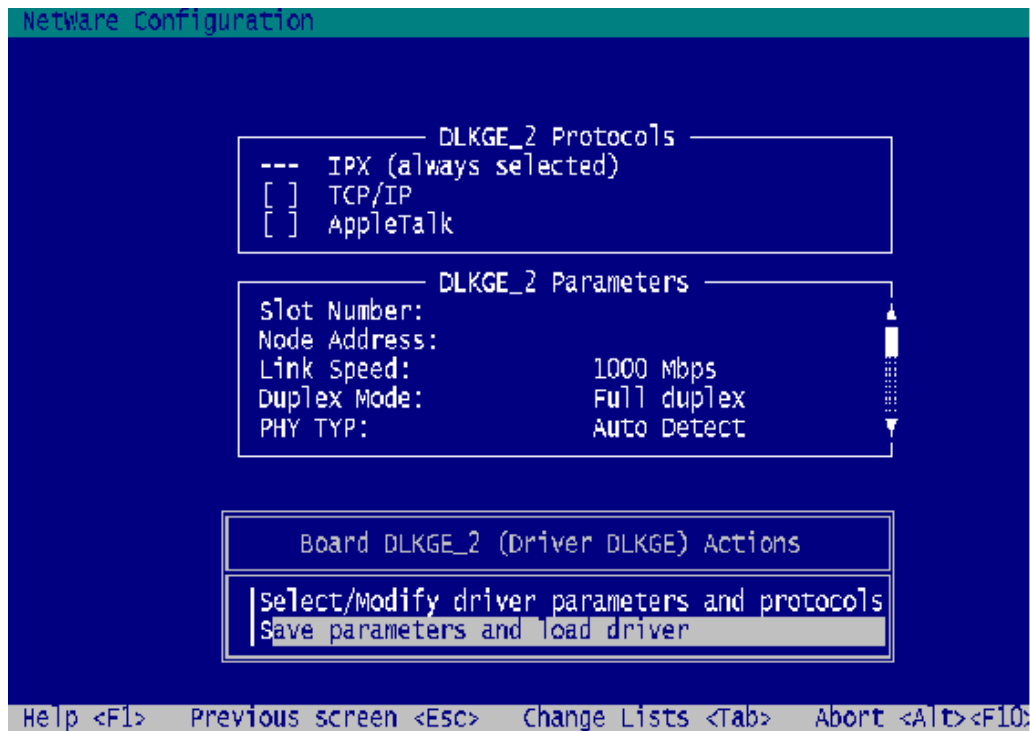 NetWare Configuration
DLKGE_2 Protocols
--- IPX (always selected)
[ ] TCP/IP
[ ] AppleTalk
DLKGE_2 Parameters
Slot Number:
Node Address:
Link Speed: 1000 Mbps
Duplex Mode: Full duplex
PHY TYP: Auto Detect
Board DLKGE_2 (Driver DLKGE) Actions
Select/Modify driver parameters and protocols
Save parameters and load driver
Help <F1> Previous screen <Esc> Change Lists <Tab> Abort <Alt><F10>